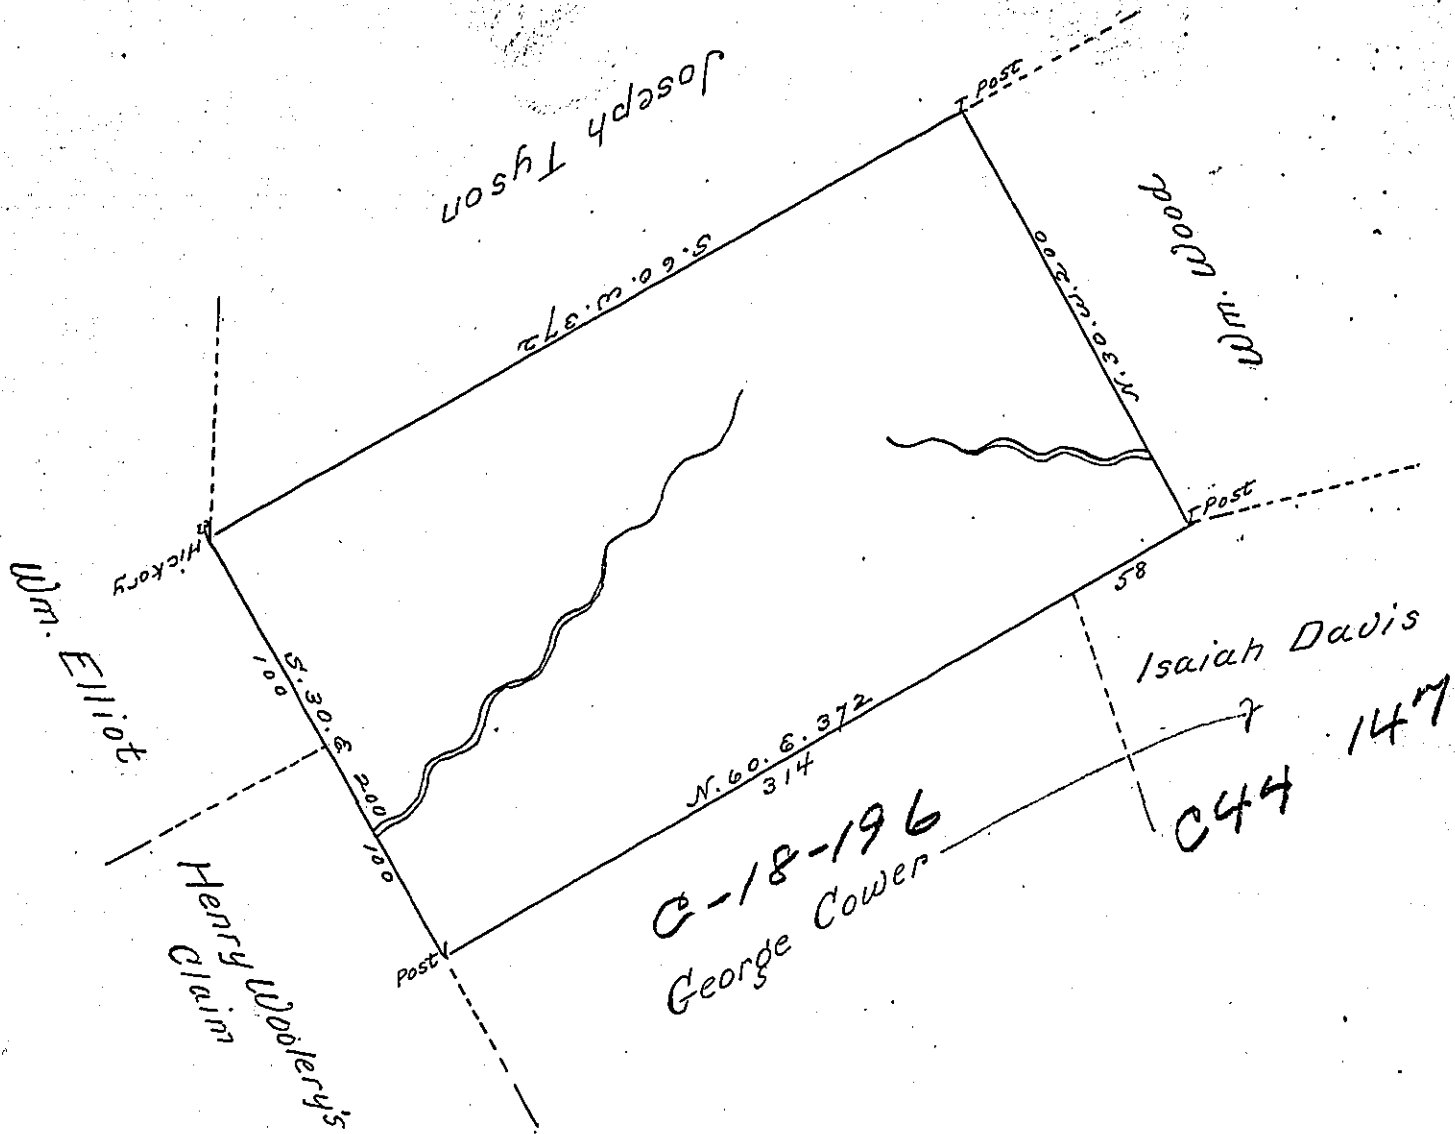 Joseph Tyson
Post
S. 60. W. 372
Wm. Wood
N. 30. W. 200
Hickory
Post
Wm. Elliot
58
S. 30. E 200
100
Isaiah Davis
N. 60. E. 372
314
100
C-18-196
C44 147
George Cower
Henry Woolery's
Claim
Post